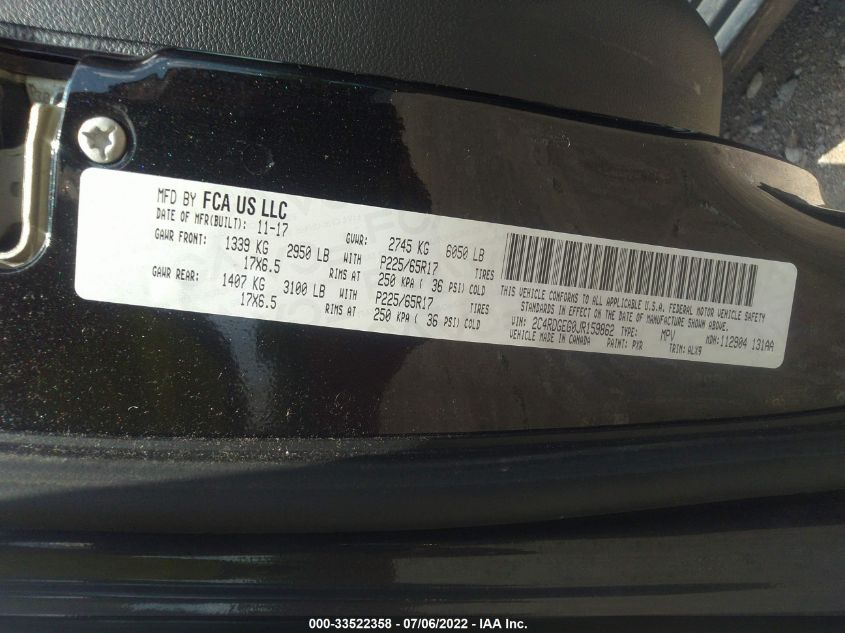 MFD BY FCA US LLC
DATE OF MFR(BUILT): 11-17 GVWR: 2745 KG 6050 LB
GAWR FRONT: 1339 KG 2950 LB WITH P225/65R17 TIRES
17X6.5 RIMS AT 250 KPA ( 36 PSI) COLD
GAWR REAR: 1407 KG 3100 LB WITH P225/65R17 TIRES
17X6.5 RIMS AT 250 KPA ( 36 PSI) COLD
THIS VEHICLE CONFORMS TO ALL APPLICABLE U.S.A. FEDERAL MOTOR VEHICLE SAFETY
STANDARDS IN EFFECT ON THE DATE OF MANUFACTURE SHOWN ABOVE.
VIN: 2C4RDGEG0JR159862 TYPE: MPV MDH: 112904 131AA
VEHICLE MADE IN CANADA PAINT: PXR TRIM: ALX9
000-33522358 - 07/06/2022 - IAA Inc.